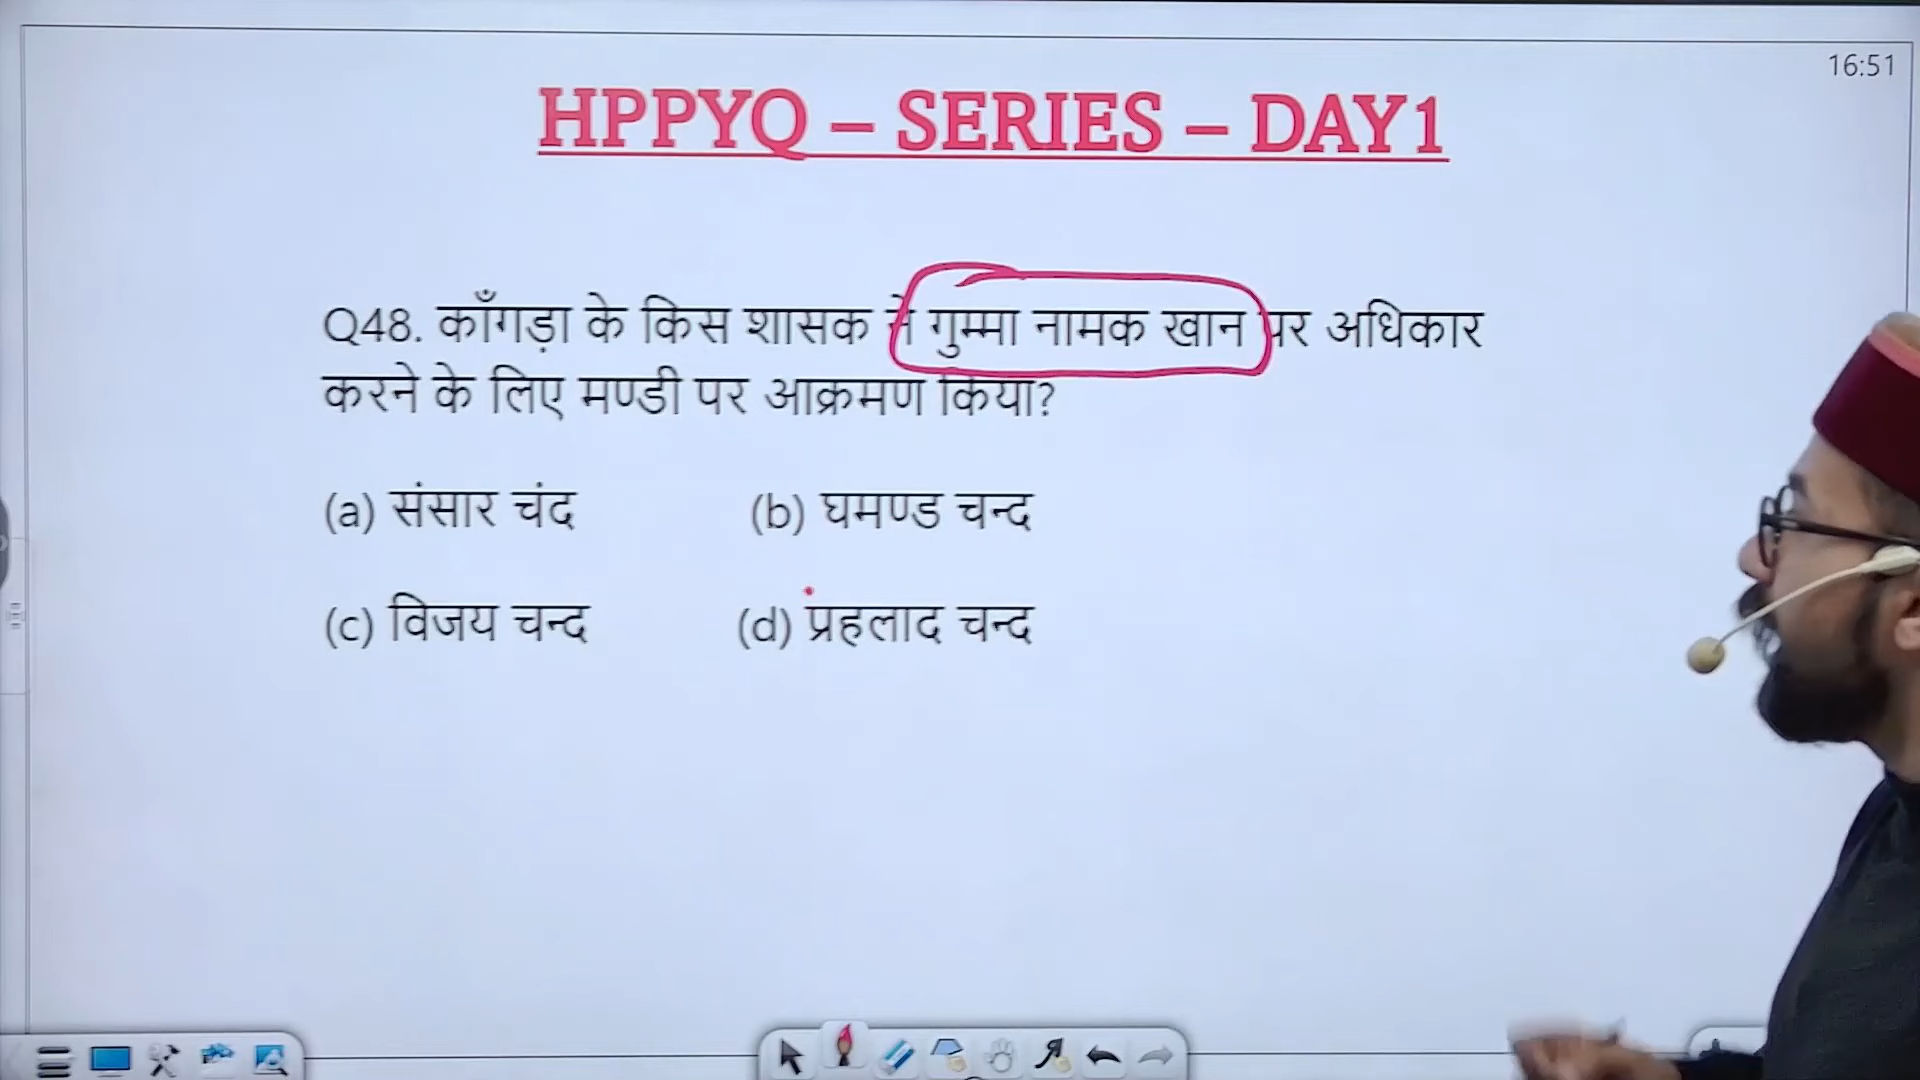 16:51
HPPYQ – SERIES – DAY1
Q48. काँगड़ा के किस शासक ने गुम्मा नामक खान पर अधिकार
करने के लिए मण्डी पर आक्रमण किया?
(a) संसार चंद (b) घमण्ड चन्द
(c) विजय चन्द (d) प्रहलाद चन्द